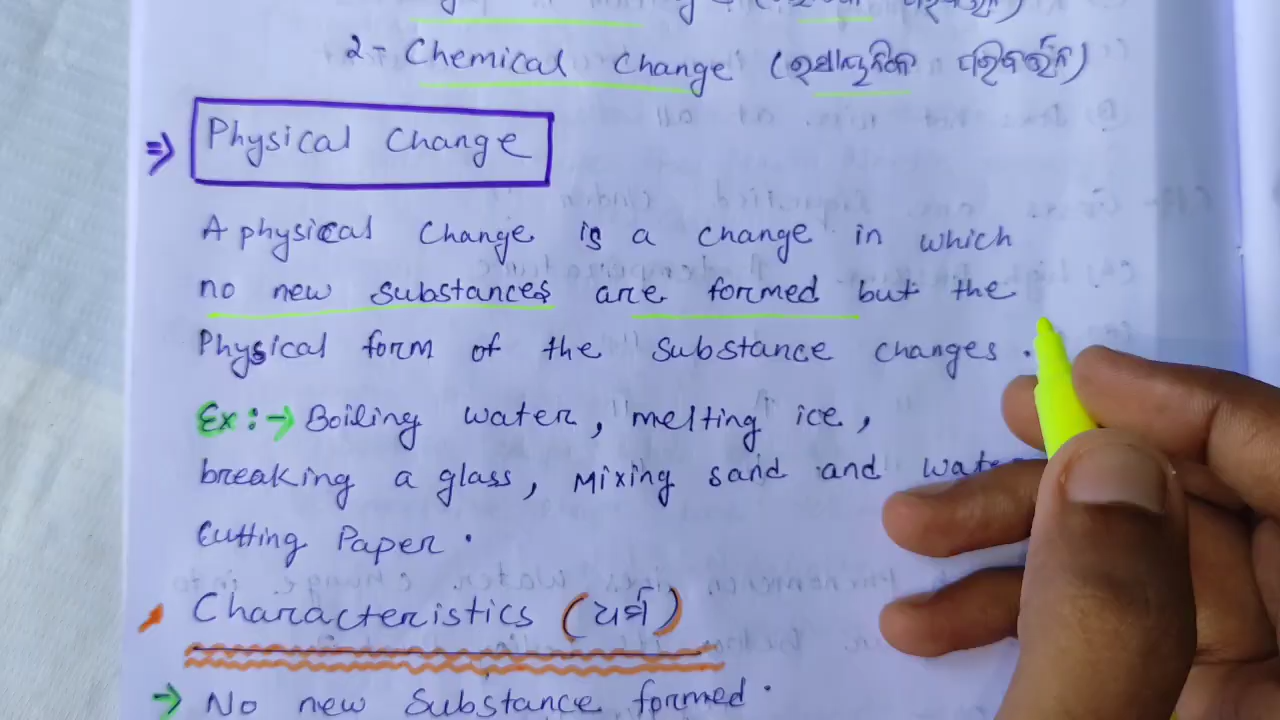 2- Chemical Change (ରାସାୟନିକ ପରିବର୍ତ୍ତନ)
⇒ Physical Change
A physical change is a change in which
no new substances are formed but the
Physical form of the substance changes.
Ex:→ Boiling water, melting ice,
breaking a glass, Mixing sand and
Cutting Paper.
Characteristics (ଧର୍ମ)
→ No new Substance formed.